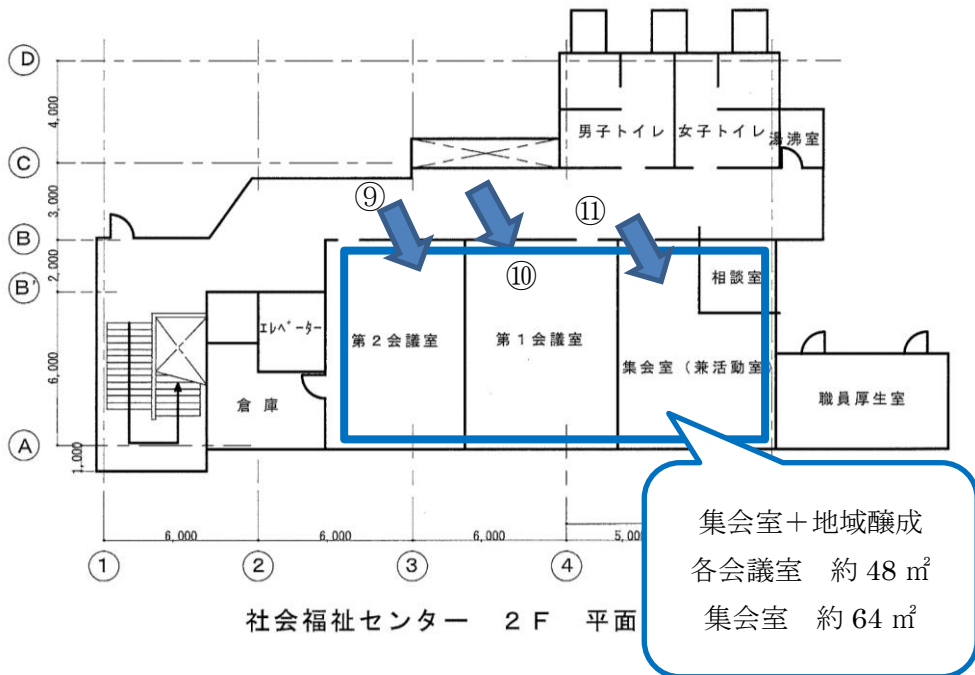 D
4,000
男子トイレ
女子トイレ
湯沸室
C
3,000
⑨
⑪
B
2,000
⑩
相談室
B'
エレベーター
第2会議室
第1会議室
6,000
集会室(兼活動室)
倉庫
職員厚生室
A
1,000
6,000
6,000
6,000
5,00
1
2
3
4
集会室+地域醸成
各会議室 約 48 ㎡
集会室 約 64 ㎡
社会福祉センター 2F 平面